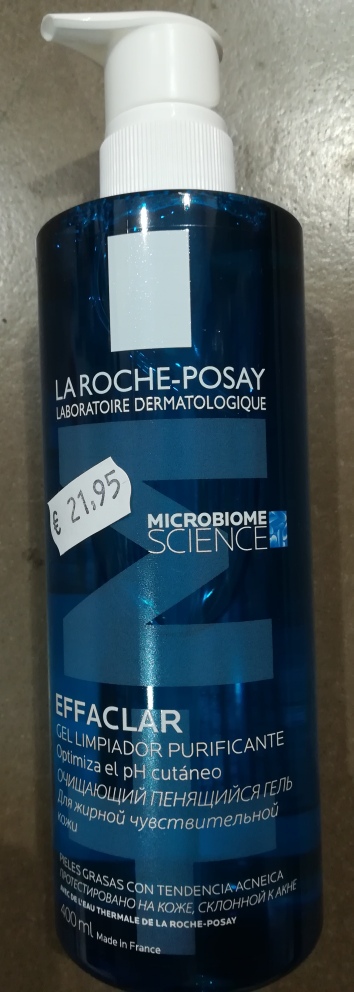 LA ROCHE-POSAY
LABORATOIRE DERMATOLOGIQUE
€ 21,95
MICROBIOME
SCIENCE
EFFACLAR
GEL LIMPIADOR PURIFICANTE
Optimiza el pH cutáneo
ОЧИЩАЮЩИЙ ПЕНЯЩИЙСЯ ГЕЛЬ
Для жирной чувствительной
кожи
PIELES GRASAS CON TENDENCIA ACNEICA
ПРОТЕСТИРОВАНО НА КОЖЕ, СКЛОННОЙ К АКНЕ
AVEC DE L'EAU THERMALE DE LA ROCHE-POSAY
400 ml Made in France